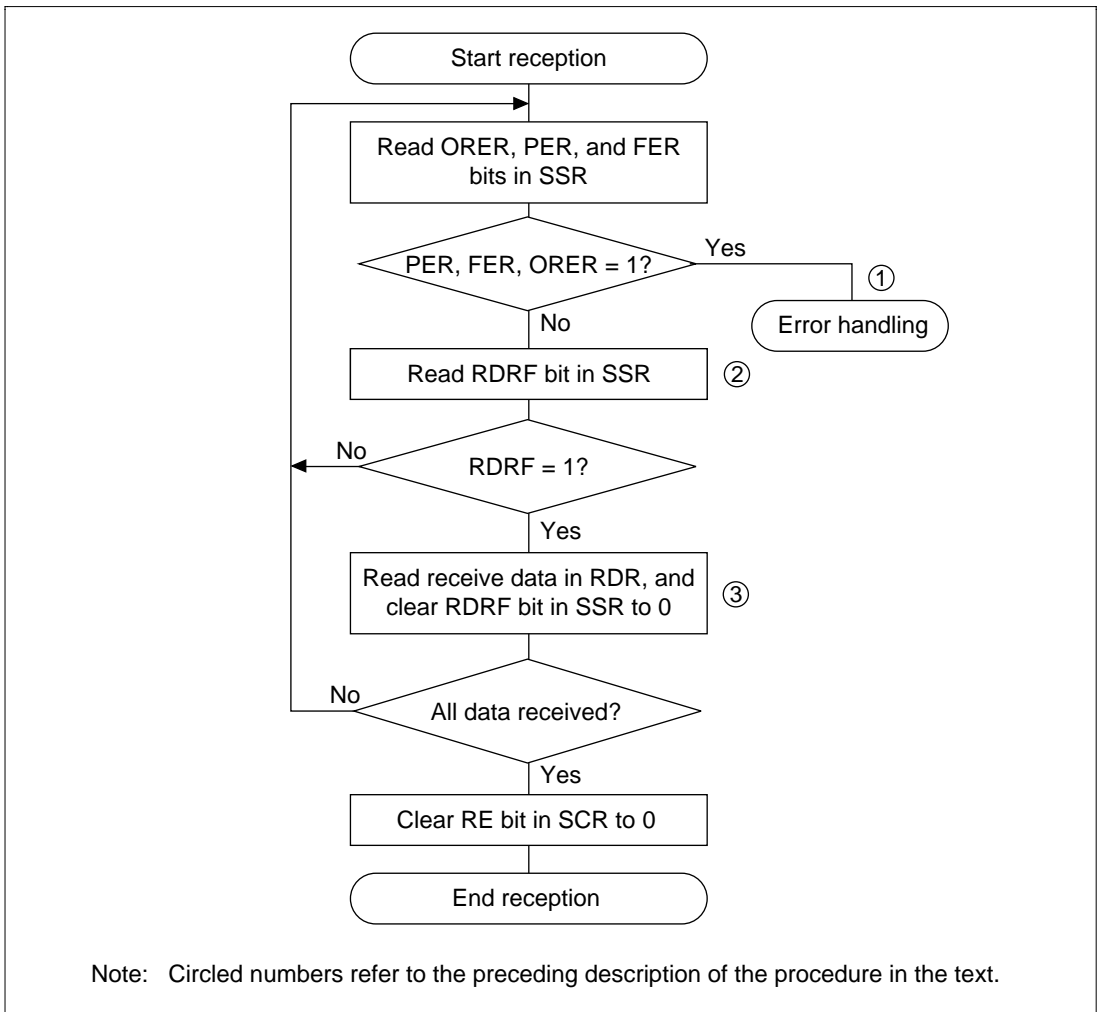 Start reception
Read ORER, PER, and FER
bits in SSR
Yes
PER, FER, ORER = 1?
①
Error handling
No
Read RDRF bit in SSR
②
No
RDRF = 1?
Yes
Read receive data in RDR, and
clear RDRF bit in SSR to 0
③
No
All data received?
Yes
Clear RE bit in SCR to 0
End reception
Note: Circled numbers refer to the preceding description of the procedure in the text.